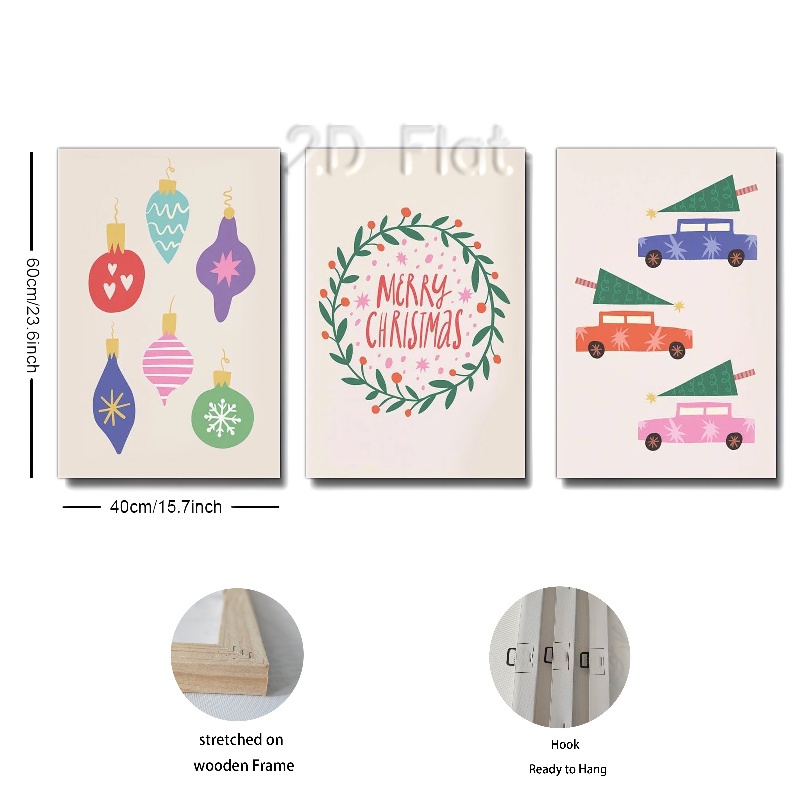 2D Flat
60cm/23.6inch
MERRY
CHRISTMAS
40cm/15.7inch
stretched on
wooden Frame
Hook
Ready to Hang